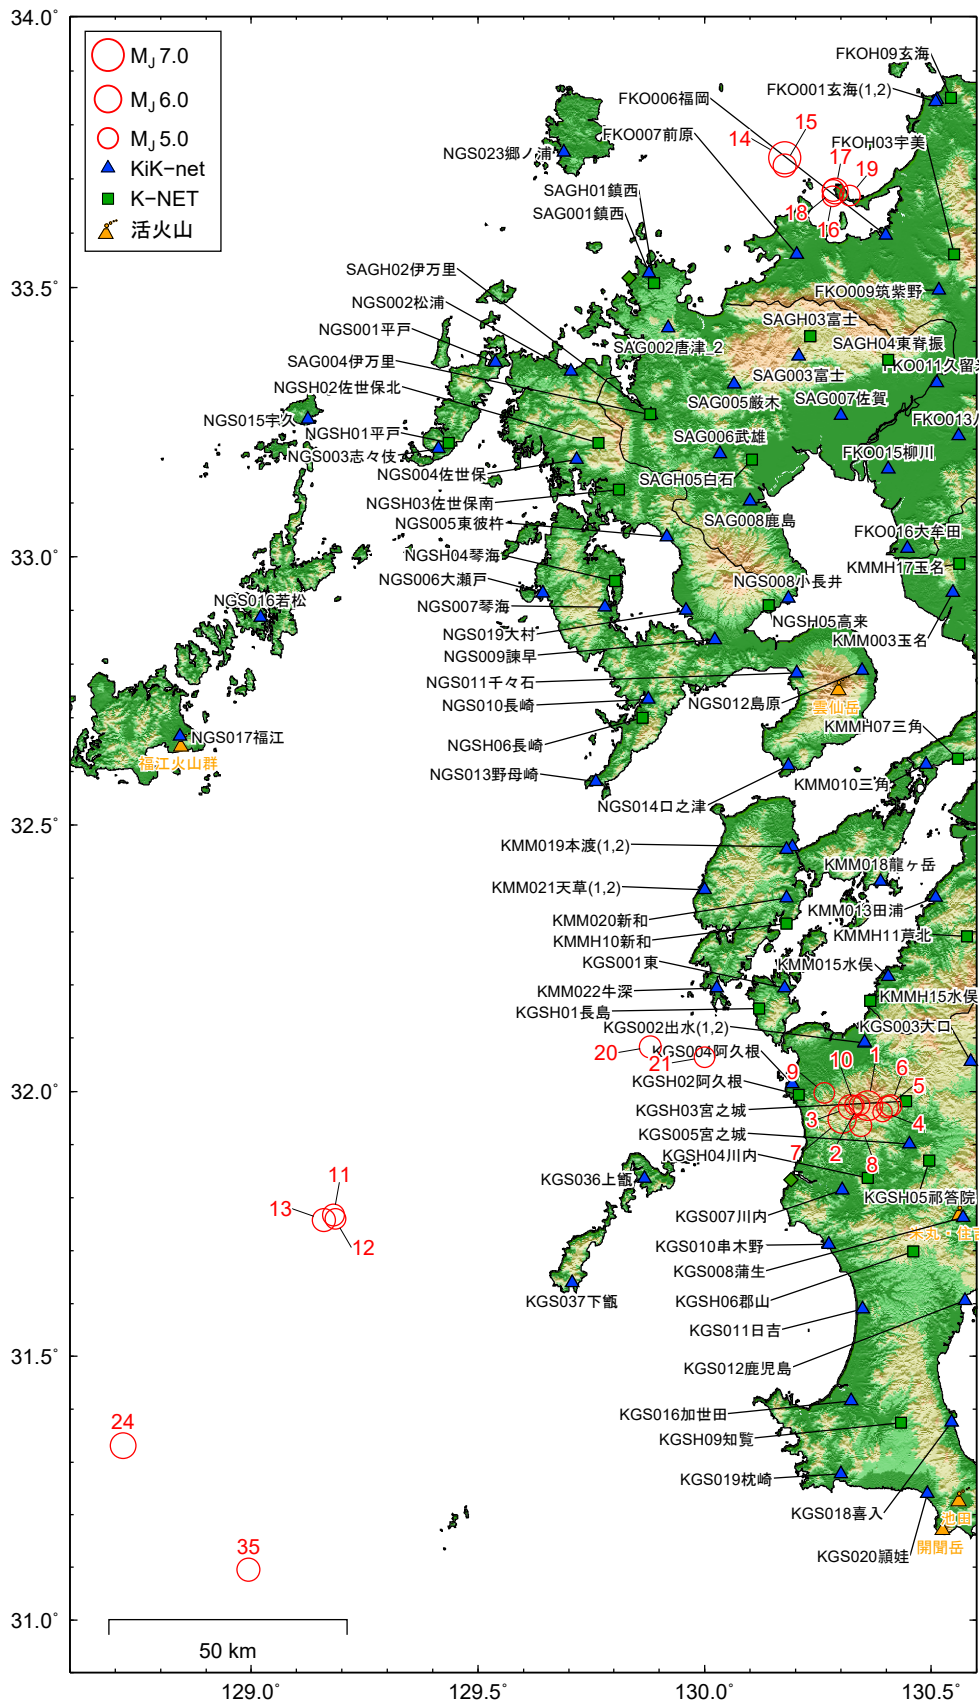 34.0°
33.5°
33.0°
32.5°
32.0°
31.5°
31.0°
129.0°
129.5°
130.0°
130.5°
MJ 7.0
MJ 6.0
MJ 5.0
KiK-net
K-NET
活火山
FKOH09玄海
FKO001玄海(1,2)
FKO006福岡
FKO007前原
FKOH03宇美
14
15
17
19
18
16
NGS023郷ノ浦
SAGH01鎮西
SAG001鎮西
SAGH02伊万里
NGS002松浦
NGS001平戸
SAG004伊万里
NGSH02佐世保北
FKO009筑紫野
SAGH03富士
SAGH04東脊振
SAG002唐津_2
SAG003富士
KO011久留米
SAG005厳木
SAG007佐賀
NGS015宇久
NGSH01平戸
NGS003志々伎
NGS004佐世保
SAG006武雄
FKO013八
FKO015柳川
SAGH05白石
NGSH03佐世保南
NGS005東彼杵
SAG008鹿島
FKO016大牟田
NGSH04琴海
KMMH17玉名
NGS006大瀬戸
NGS008小長井
NGS016若松
NGS007琴海
NGS019大村
NGSH05高来
KMM003玉名
NGS009諫早
NGS011千々石
NGS010長崎
NGS012島原
雲仙岳
NGS017福江
福江火山群
NGSH06長崎
KMMH07三角
NGS013野母崎
KMM010三角
NGS014口之津
KMM019本渡(1,2)
KMM018龍ヶ岳
KMM021天草(1,2)
KMM013田浦
KMM020新和
KMMH10新和
KMMH11芦北
KGS001東
KMM015水俣
KMM022牛深
KGSH01長島
KMMH15水俣
KGS002出水(1,2)
KGS003大口
20
21
KGS004阿久根
9
10
1
6
5
KGSH02阿久根
KGSH03宮之城
3
4
KGS005宮之城
7
2
8
KGSH04川内
KGS036上甑
KGSH05祁答院
11
13
12
KGS007川内
米丸・住吉
KGS010串木野
KGS008蒲生
KGS037下甑
KGSH06郡山
KGS011日吉
KGS012鹿児島
24
KGS016加世田
KGSH09知覧
KGS019枕崎
KGS018喜入
池田
開聞岳
KGS020頴娃
35
50 km